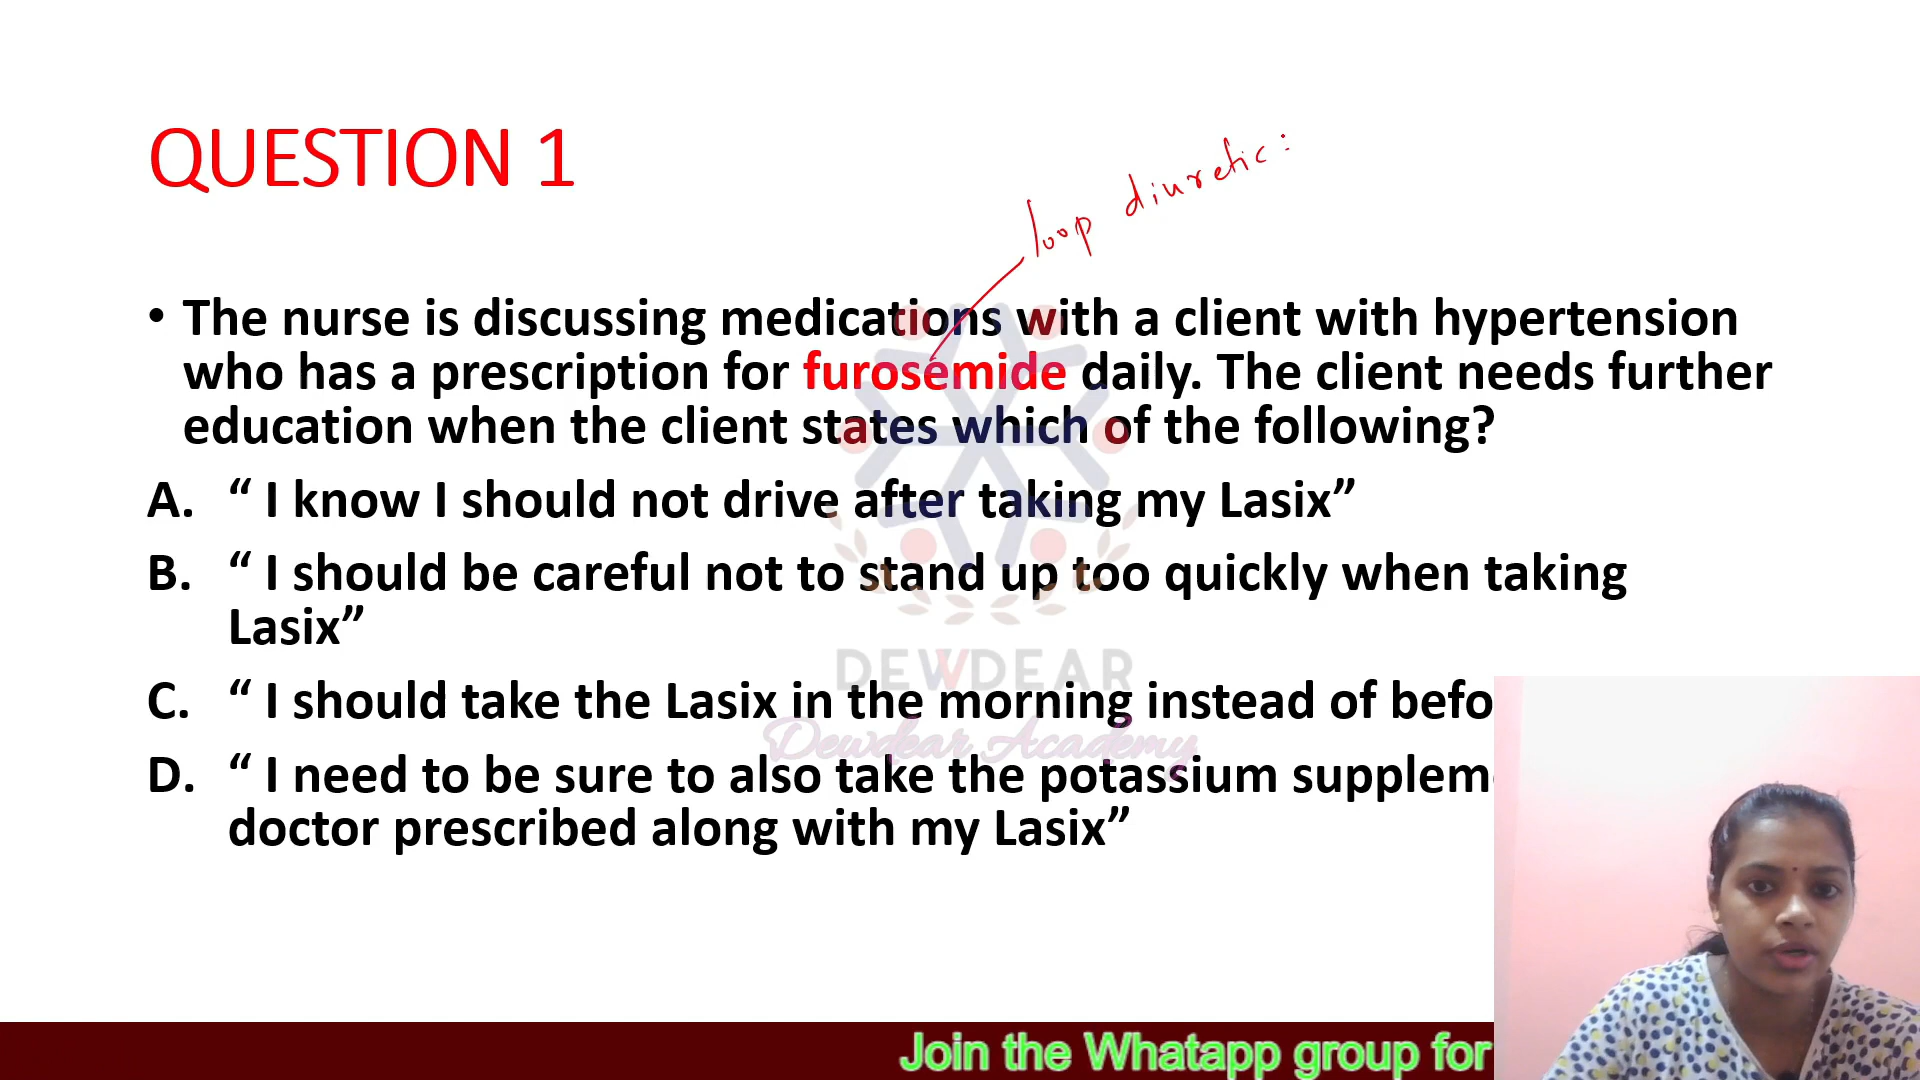 QUESTION 1
loop diuretic :
• The nurse is discussing medications with a client with hypertension
who has a prescription for furosemide daily. The client needs further
education when the client states which of the following?
A. “ I know I should not drive after taking my Lasix”
B. “ I should be careful not to stand up too quickly when taking
Lasix”
C. “ I should take the Lasix in the morning instead of befo
D. “ I need to be sure to also take the potassium supplem
doctor prescribed along with my Lasix”
DEWDEAR
Dewdear Academy
Join the Whatapp group for